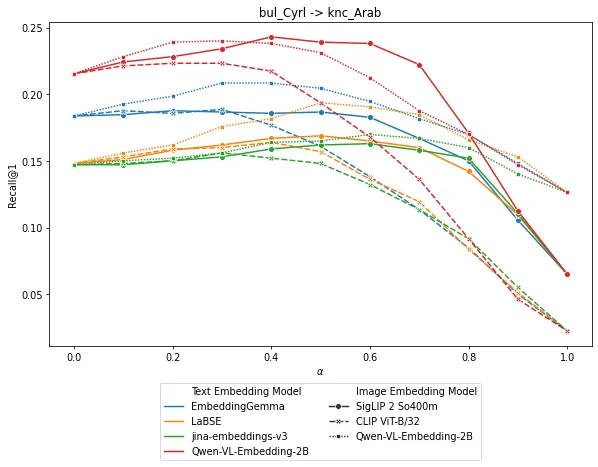 bul_Cyrl -> knc_Arab
Recall@1
0.25
0.20
0.15
0.10
0.05
0.0
0.2
0.4
0.6
0.8
1.0
α
Text Embedding Model
EmbeddingGemma
LaBSE
jina-embeddings-v3
Qwen-VL-Embedding-2B
Image Embedding Model
SigLIP 2 So400m
CLIP ViT-B/32
Qwen-VL-Embedding-2B